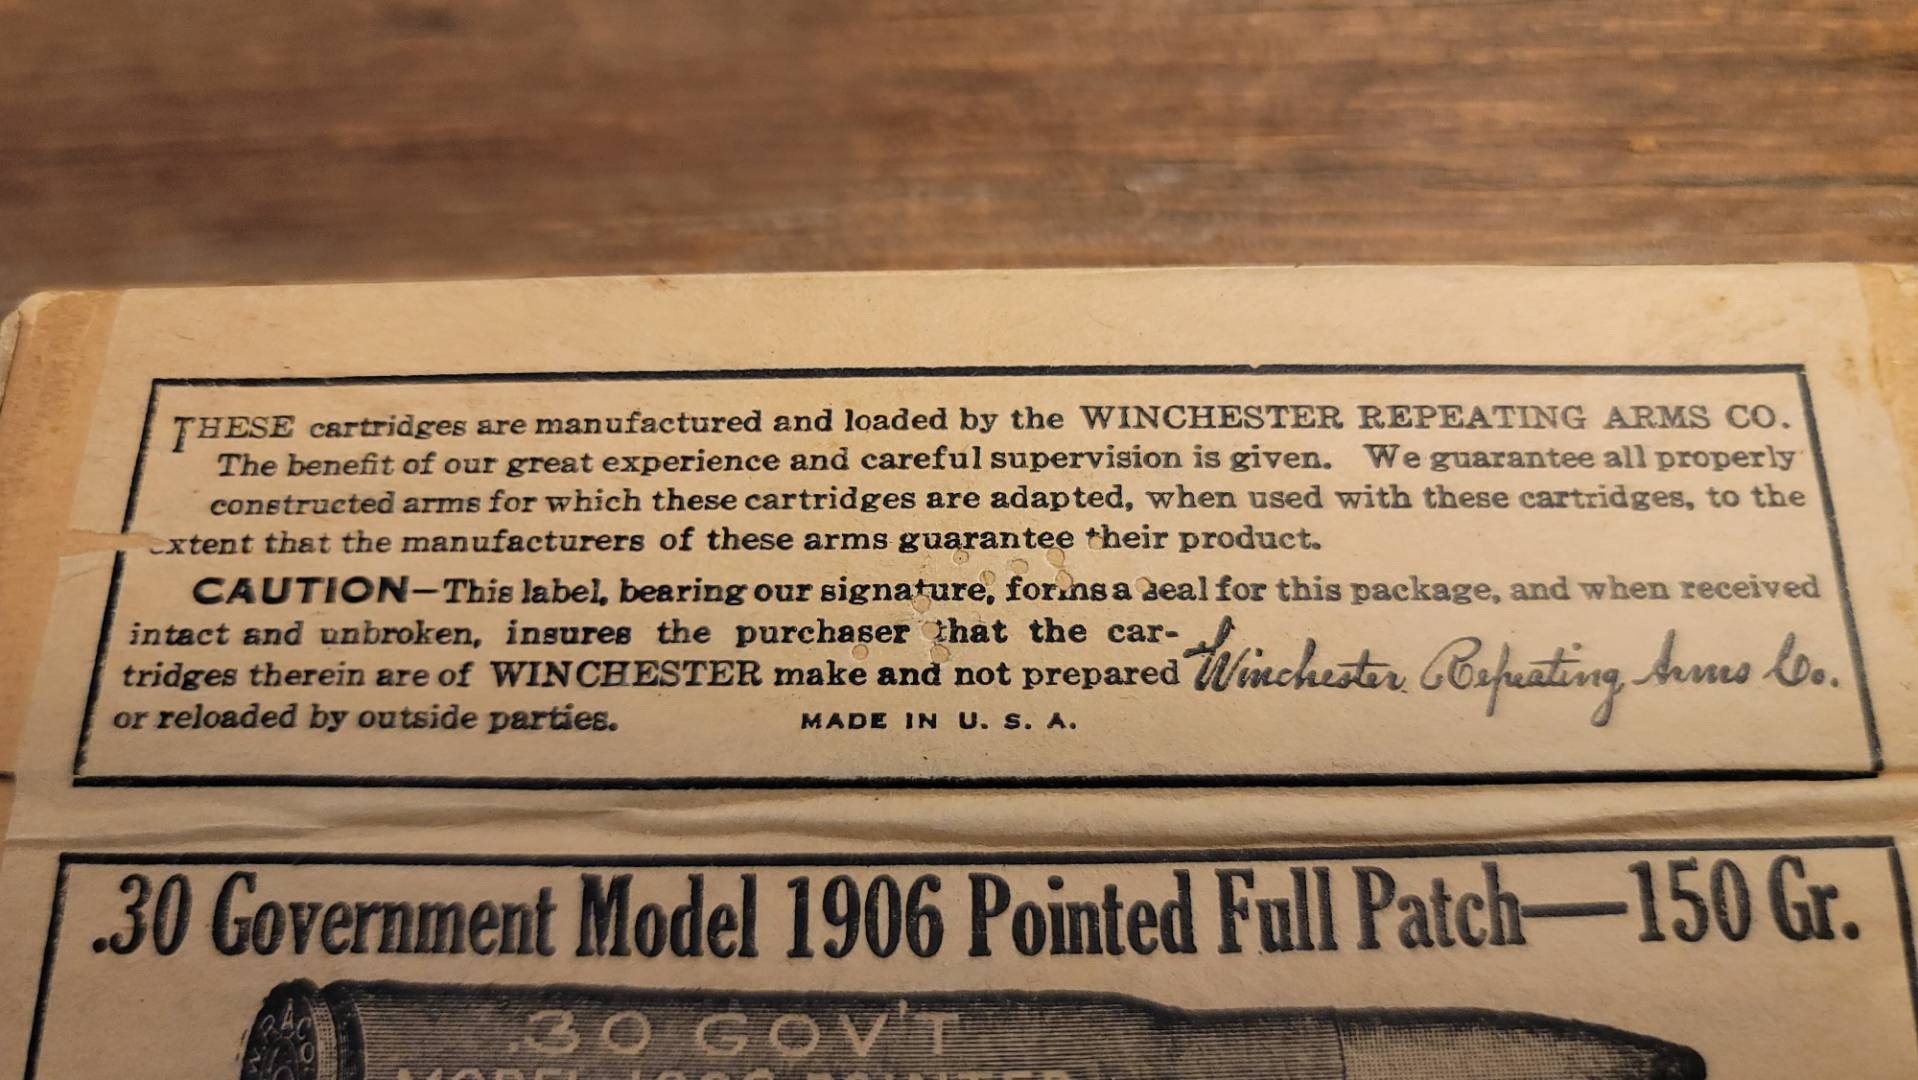 THESE cartridges are manufactured and loaded by the WINCHESTER REPEATING ARMS CO.
The benefit of our great experience and careful supervision is given. We guarantee all properly
constructed arms for which these cartridges are adapted, when used with these cartridges, to the
extent that the manufacturers of these arms guarantee their product.
CAUTION—This label, bearing our signature, forms a seal for this package, and when received
intact and unbroken, insures the purchaser that the car-
tridges therein are of WINCHESTER make and not prepared
or reloaded by outside parties.
Winchester Repeating Arms Co.
MADE IN U. S. A.
.30 Government Model 1906 Pointed Full Patch—150 Gr.
.30 GOV'T